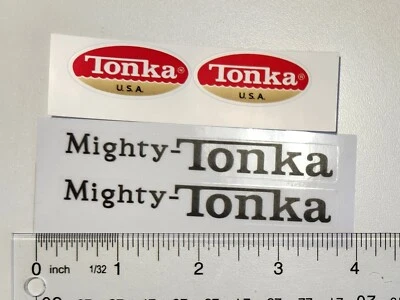 Tonka® Tonka®
U.S.A. U.S.A.
Mighty-Tonka
Mighty-Tonka
0 inch 1/32 1 2 3 4